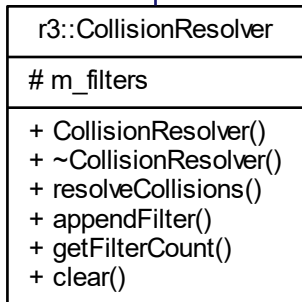 r3::CollisionResolver
# m_filters
+ CollisionResolver()
+ ~CollisionResolver()
+ resolveCollisions()
+ appendFilter()
+ getFilterCount()
+ clear()